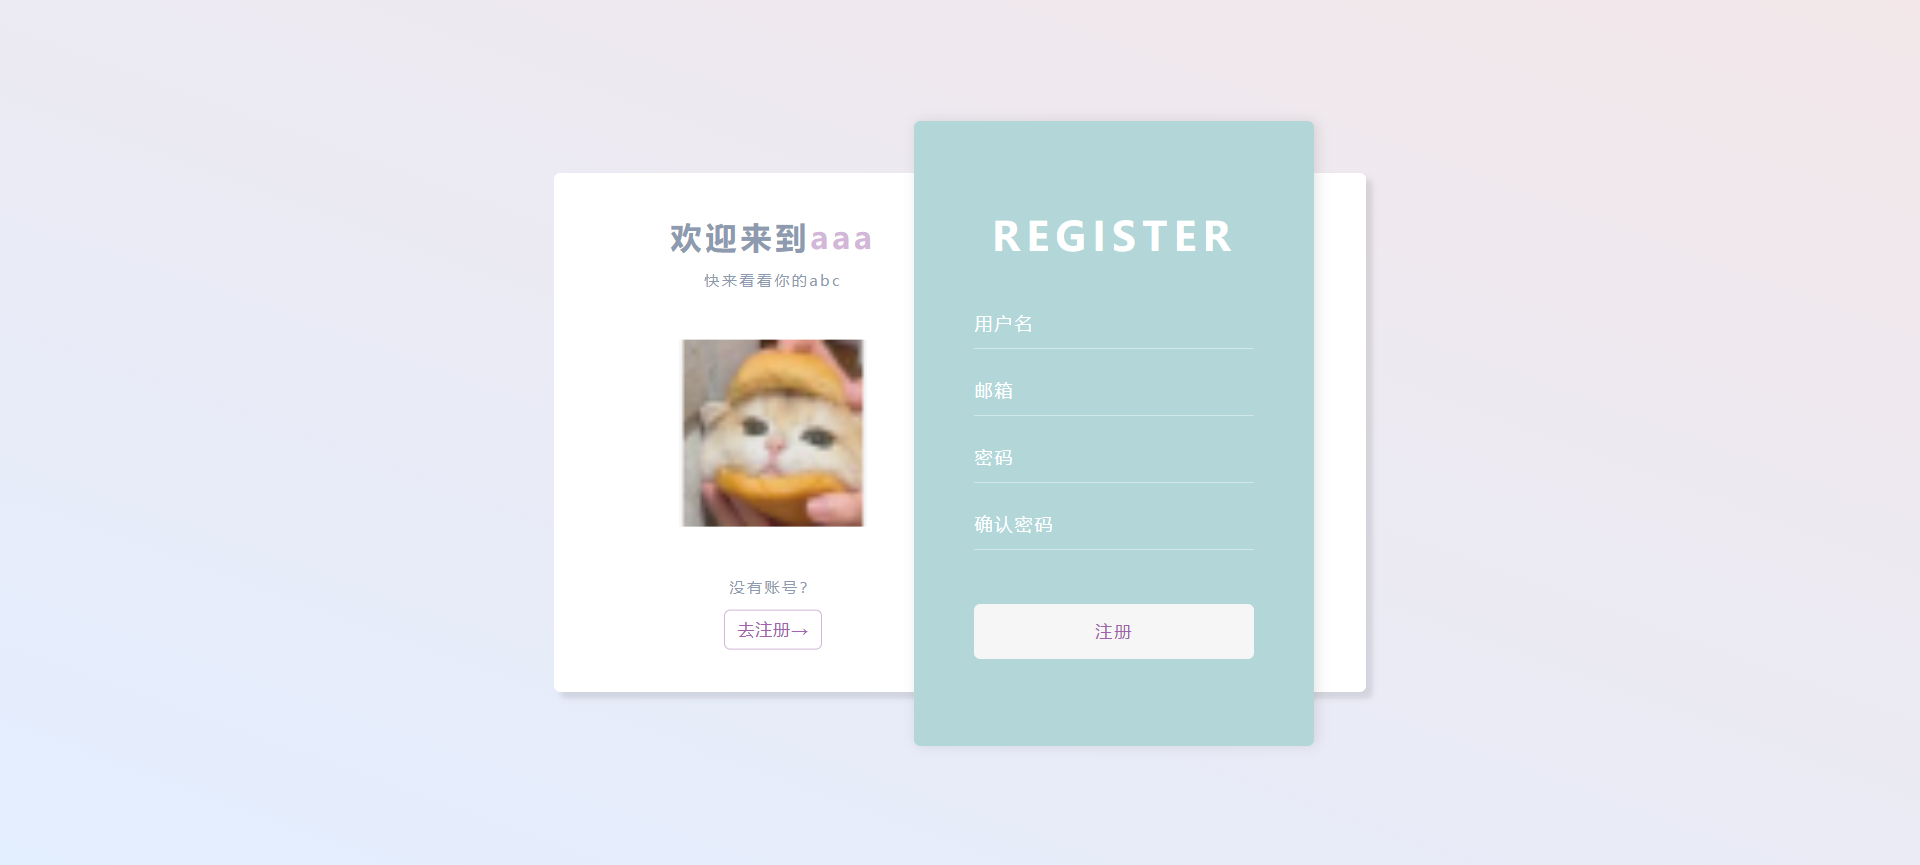 欢迎来到aaa
快来看看你的abc
没有账号?
去注册→
REGISTER
用户名
邮箱
密码
确认密码
注册